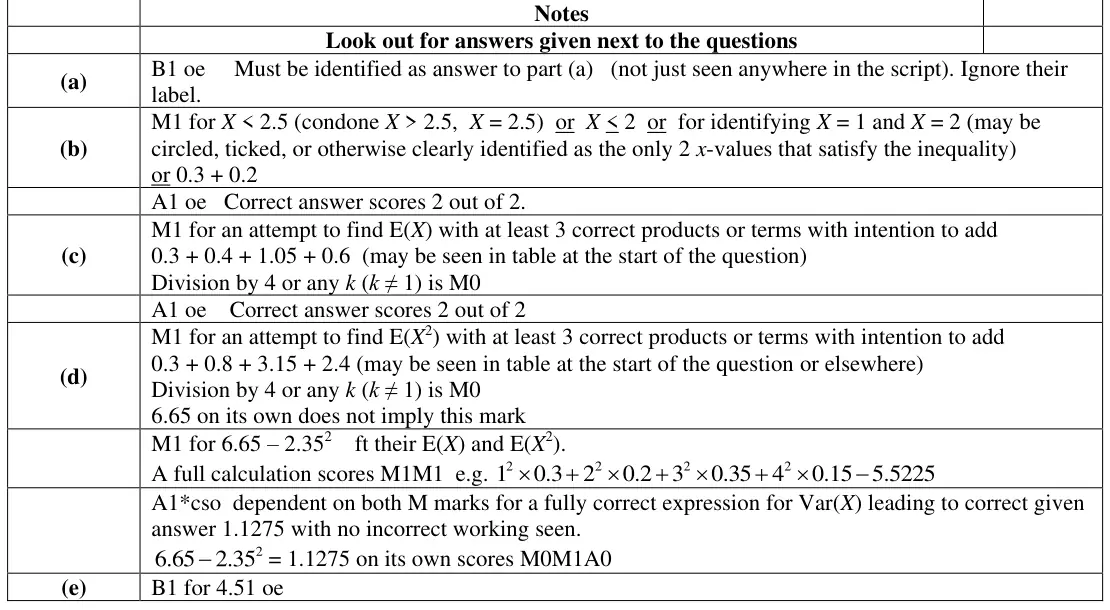 Notes
Look out for answers given next to the questions
(a)
B1 oe Must be identified as answer to part (a) (not just seen anywhere in the script). Ignore their
label.
(b)
M1 for X < 2.5 (condone X > 2.5, X = 2.5) or X ≤ 2 or for identifying X = 1 and X = 2 (may be
circled, ticked, or otherwise clearly identified as the only 2 x-values that satisfy the inequality)
or 0.3 + 0.2
A1 oe Correct answer scores 2 out of 2.
(c)
M1 for an attempt to find E(X) with at least 3 correct products or terms with intention to add
0.3 + 0.4 + 1.05 + 0.6 (may be seen in table at the start of the question)
Division by 4 or any k (k ≠ 1) is M0
A1 oe Correct answer scores 2 out of 2
(d)
M1 for an attempt to find E(X²) with at least 3 correct products or terms with intention to add
0.3 + 0.8 + 3.15 + 2.4 (may be seen in table at the start of the question or elsewhere)
Division by 4 or any k (k ≠ 1) is M0
6.65 on its own does not imply this mark
M1 for 6.65 – 2.35² ft their E(X) and E(X²).
A full calculation scores M1M1 e.g. 1² × 0.3 + 2² × 0.2 + 3² × 0.35 + 4² × 0.15 − 5.5225
A1*cso dependent on both M marks for a fully correct expression for Var(X) leading to correct given
answer 1.1275 with no incorrect working seen.
6.65 − 2.35² = 1.1275 on its own scores M0M1A0
(e)
B1 for 4.51 oe